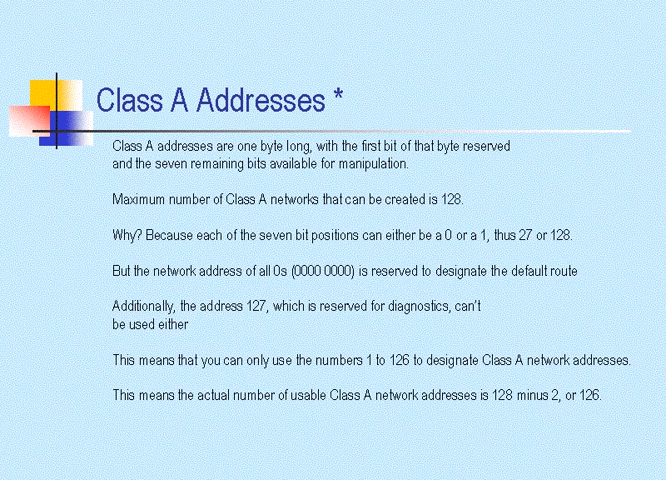 Class A Addresses *
Class A addresses are one byte long, with the first bit of that byte reserved
and the seven remaining bits available for manipulation.
Maximum number of Class A networks that can be created is 128.
Why? Because each of the seven bit positions can either be a 0 or a 1, thus 27 or 128.
But the network address of all 0s (0000 0000) is reserved to designate the default route
Additionally, the address 127, which is reserved for diagnostics, can't
be used either
This means that you can only use the numbers 1 to 126 to designate Class A network addresses.
This means the actual number of usable Class A network addresses is 128 minus 2, or 126.